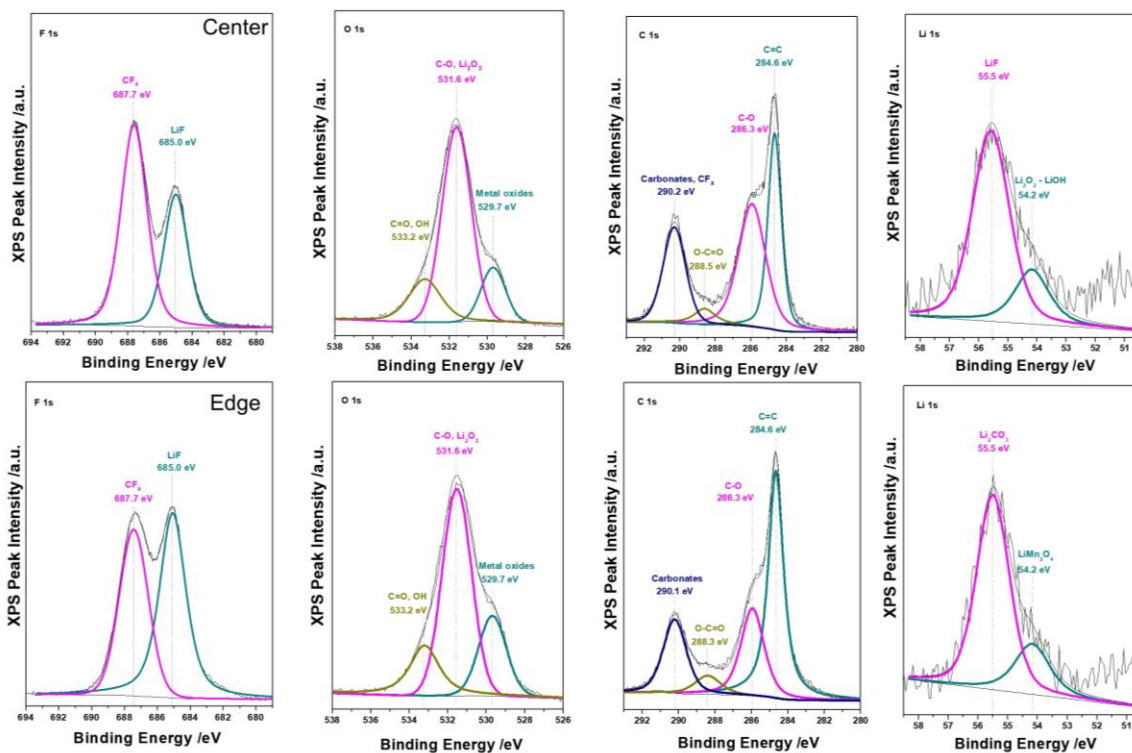 F 1s
Center
CFₓ
687.7 eV
LiF
685.0 eV
XPS Peak Intensity /a.u.
694 692 690 688 686 684 682 680
Binding Energy /eV
O 1s
C-O, Li₂O₂
531.6 eV
Metal oxides
529.7 eV
C=O, OH
533.2 eV
XPS Peak Intensity /a.u.
538 536 534 532 530 528 526
Binding Energy /eV
C 1s
C=C
284.6 eV
C-O
286.3 eV
Carbonates, CFₓ
290.2 eV
O-C=O
288.5 eV
XPS Peak Intensity /a.u.
292 290 288 286 284 282 280
Binding Energy /eV
Li 1s
LiF
55.5 eV
Li₂O₂ - LiOH
54.2 eV
XPS Peak Intensity /a.u.
58 57 56 55 54 53 52 51
Binding Energy /eV
F 1s
Edge
LiF
685.0 eV
CFₓ
687.7 eV
XPS Peak Intensity /a.u.
694 692 690 688 686 684 682 680
Binding Energy /eV
O 1s
C-O, Li₂O₂
531.6 eV
Metal oxides
529.7 eV
C=O, OH
533.2 eV
XPS Peak Intensity /a.u.
538 536 534 532 530 528 526
Binding Energy /eV
C 1s
C=C
284.6 eV
C-O
286.3 eV
Carbonates
290.1 eV
O-C=O
288.3 eV
XPS Peak Intensity /a.u.
292 290 288 286 284 282 280
Binding Energy /eV
Li 1s
Li₂CO₃
55.5 eV
LiMn₂O₄
54.2 eV
XPS Peak Intensity /a.u.
58 57 56 55 54 53 52 51
Binding Energy /eV